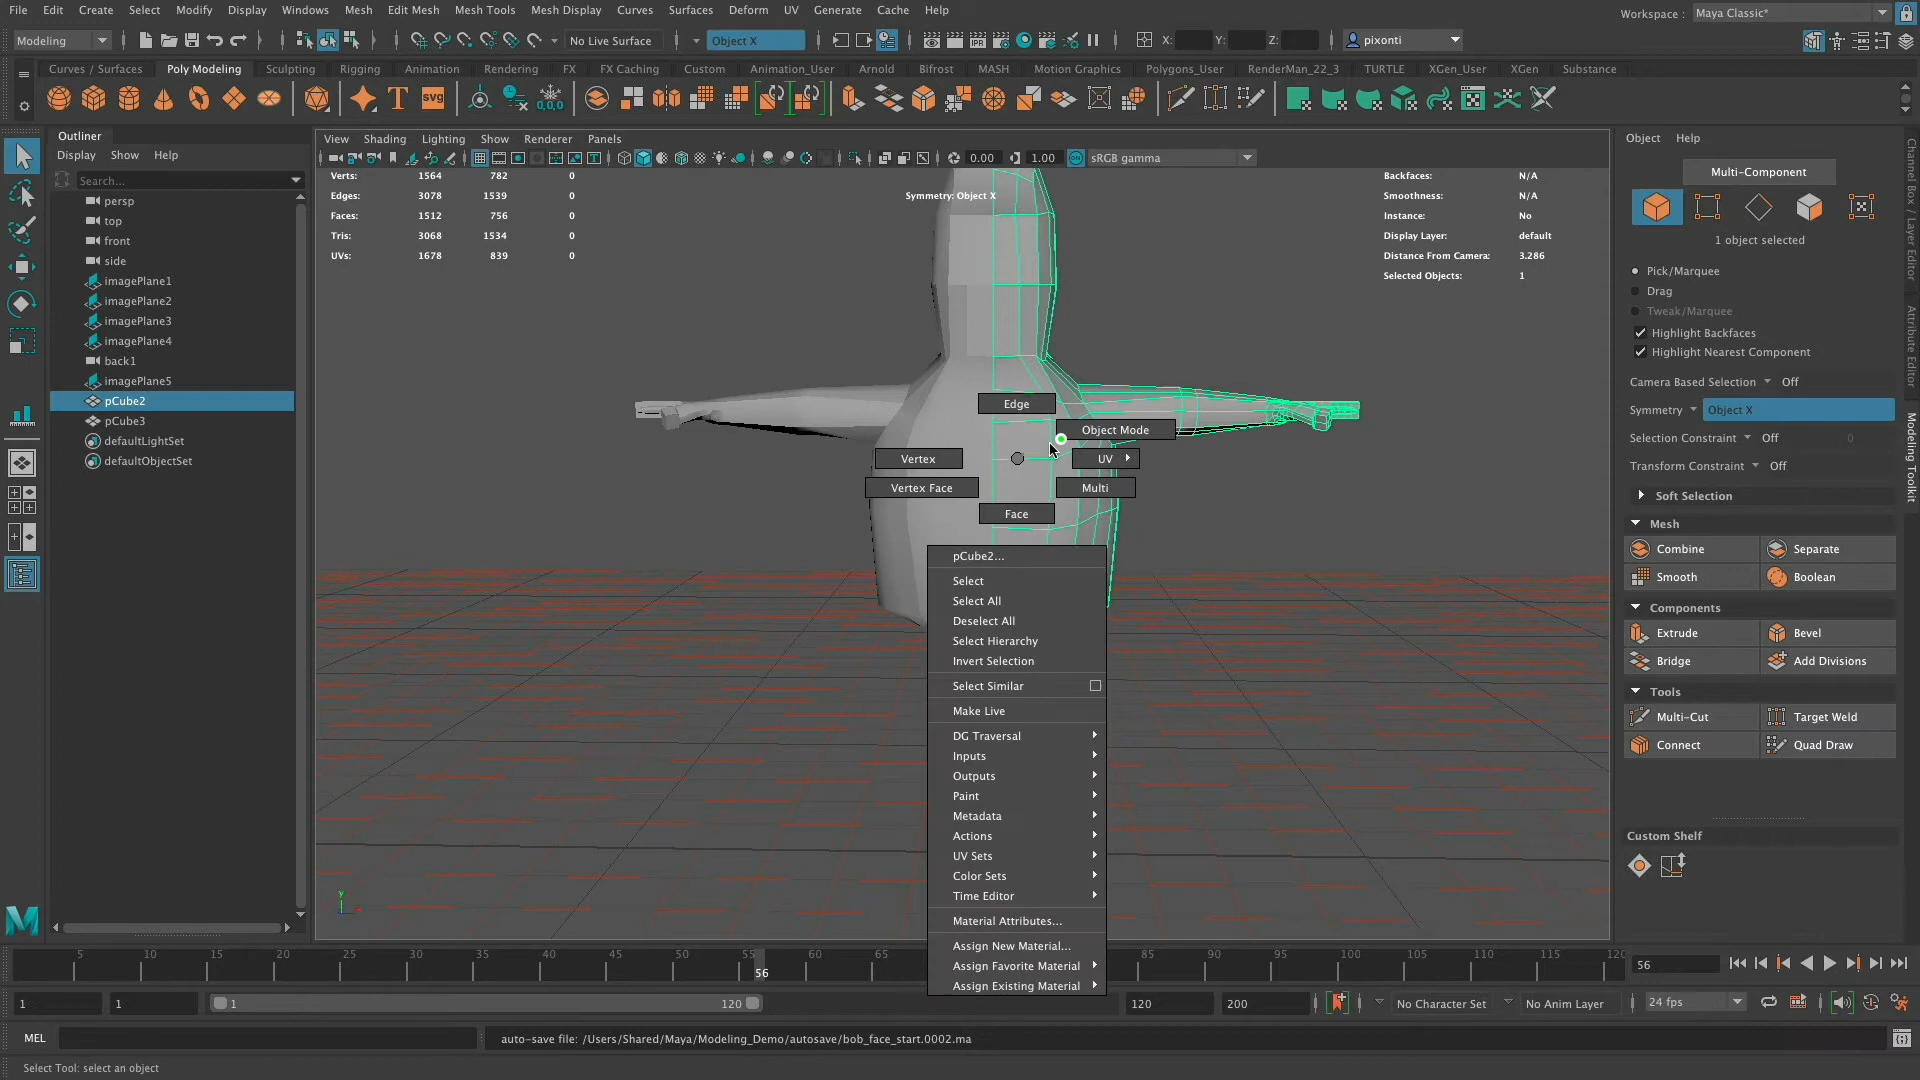 File Edit Create Select Modify Display Windows Mesh Edit Mesh Mesh Tools Mesh Display Curves Surfaces Deform UV Generate Cache Help
Workspace : Maya Classic*
Modeling No Live Surface Object X X: Y: Z: pixonti
Curves / Surfaces Poly Modeling Sculpting Rigging Animation Rendering FX FX Caching Custom Animation_User Arnold Bifrost MASH Motion Graphics Polygons_User RenderMan_22_3 TURTLE XGen_User XGen Substance
T SVG 0,0,0
Outliner
Display Show Help
Search...
persp
top
front
side
imagePlane1
imagePlane2
imagePlane3
imagePlane4
back1
imagePlane5
pCube2
pCube3
defaultLightSet
defaultObjectSet
View Shading Lighting Show Renderer Panels
0.00 1.00 ON sRGB gamma
Verts: 1564 782 0
Edges: 3078 1539 0
Faces: 1512 756 0
Tris: 3068 1534 0
UVs: 1678 839 0
Symmetry: Object X
Backfaces: N/A
Smoothness: N/A
Instance: No
Display Layer: default
Distance From Camera: 3.286
Selected Objects: 1
Edge
Object Mode
Vertex
UV
Vertex Face
Multi
Face
pCube2...
Select
Select All
Deselect All
Select Hierarchy
Invert Selection
Select Similar
Make Live
DG Traversal
Inputs
Outputs
Paint
Metadata
Actions
UV Sets
Color Sets
Time Editor
Material Attributes...
Assign New Material...
Assign Favorite Material
Assign Existing Material
Object Help
Multi-Component
1 object selected
Pick/Marquee
Drag
Tweak/Marquee
Highlight Backfaces
Highlight Nearest Component
Camera Based Selection Off
Symmetry Object X
Selection Constraint Off 0
Transform Constraint Off
Soft Selection
Mesh
Combine Separate
Smooth Boolean
Components
Extrude Bevel
Bridge Add Divisions
Tools
Multi-Cut Target Weld
Connect Quad Draw
Custom Shelf
Channel Box / Layer Editor
Attribute Editor
Modeling Toolkit
y
5 10 15 20 25 30 35 40 45 50 55 60 65 85 90 95 100 105 110 115 120
56
56
1 1 1 120 120 200 No Character Set No Anim Layer 24 fps
MEL auto-save file: /Users/Shared/Maya/Modeling_Demo/autosave/bob_face_start.0002.ma
Select Tool: select an object